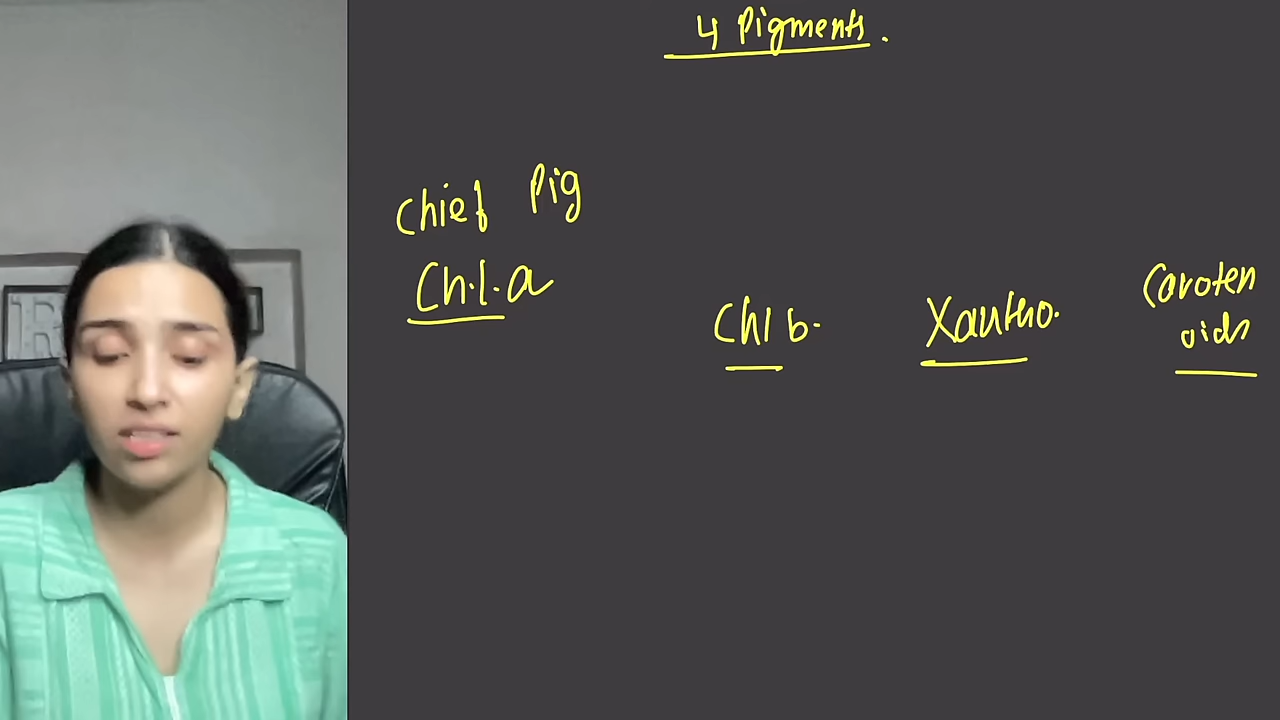 4 Pigments.
Chief Pig
Chl.a
Chl b.
Xantho.
Caroten
oids